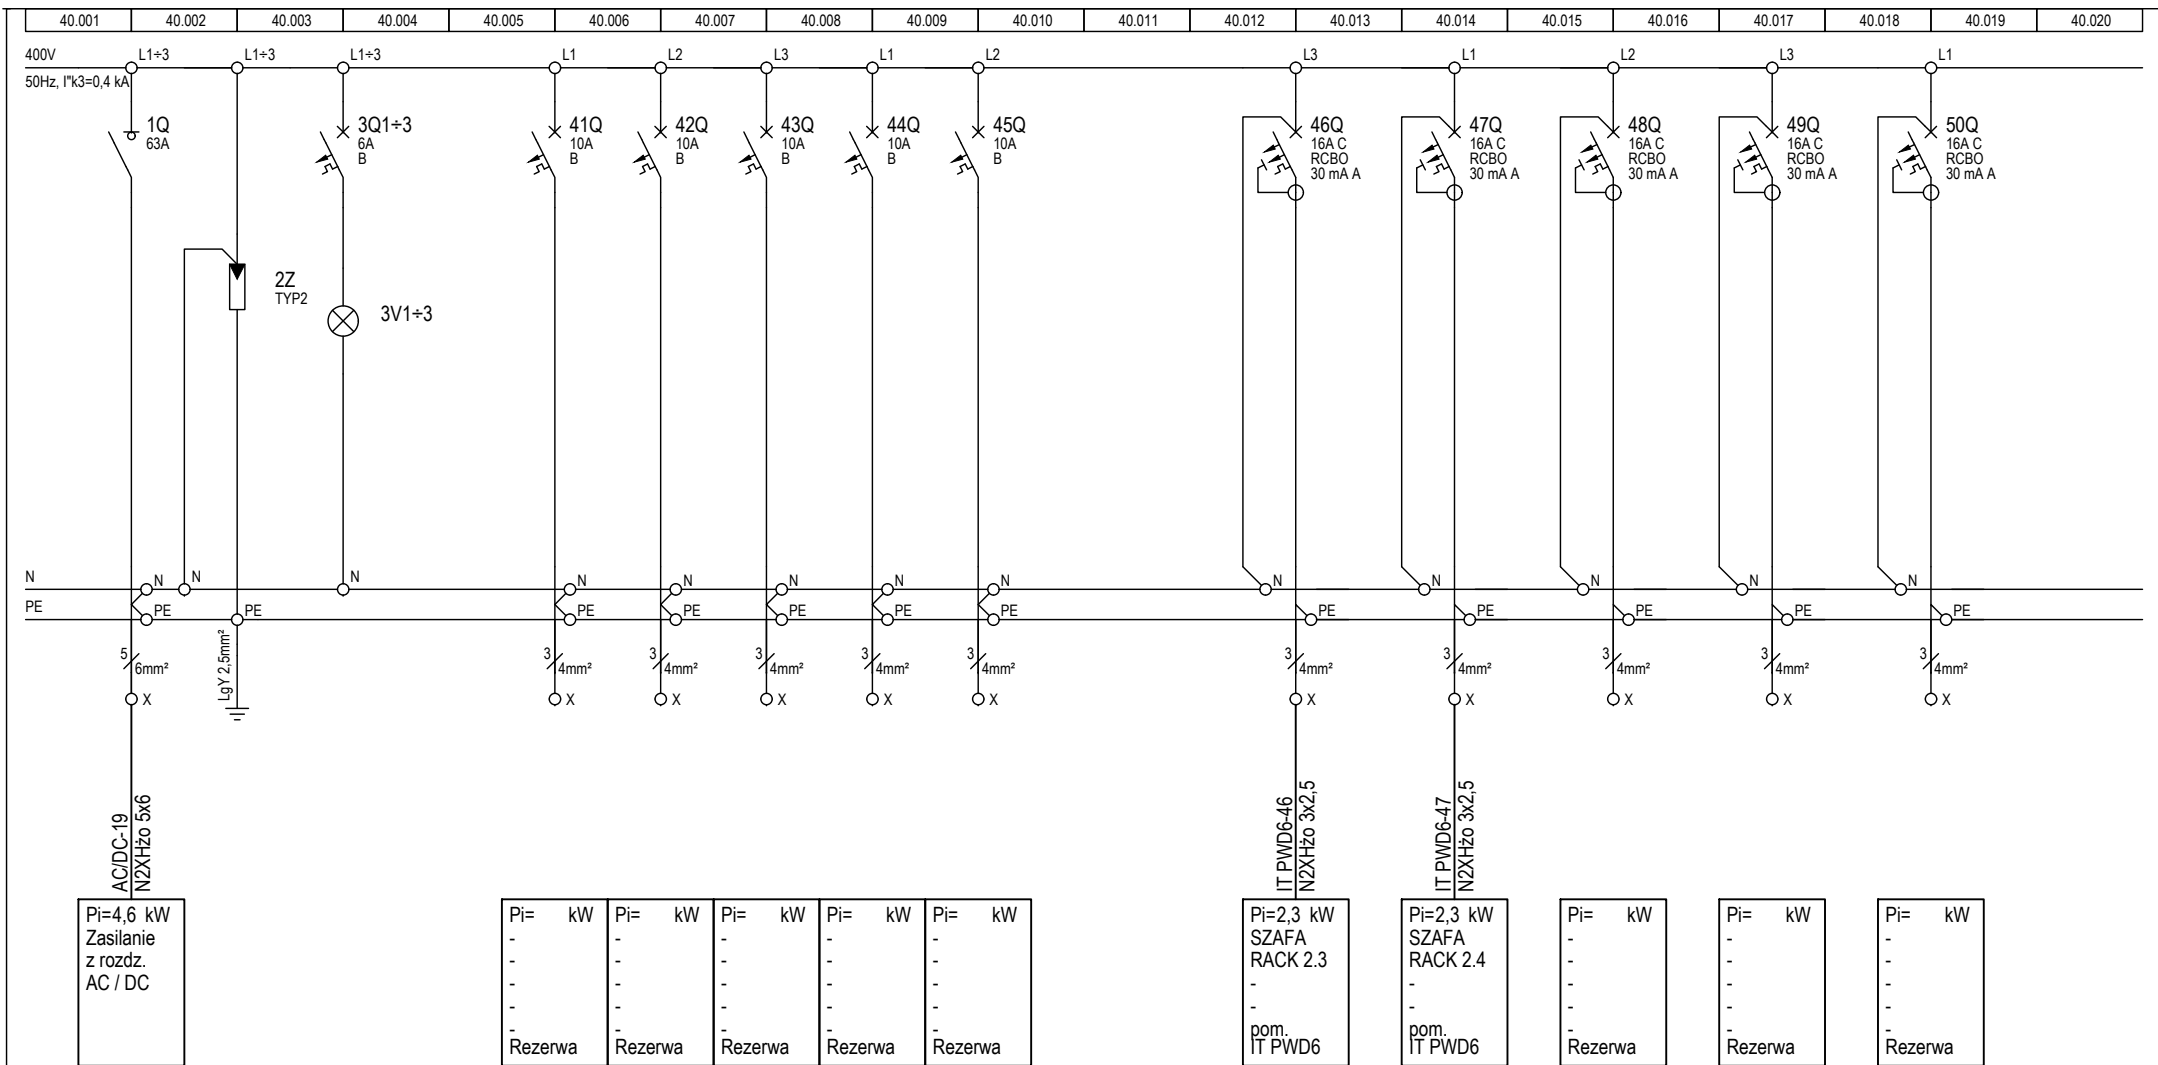 40.001 40.002 40.003 40.004 40.005 40.006 40.007 40.008 40.009 40.010 40.011 40.012 40.013 40.014 40.015 40.016 40.017 40.018 40.019 40.020
400V L1÷3 L1÷3 L1÷3 L1 L2 L3 L1 L2 L3 L1 L2 L3 L1
50Hz, I"k3=0,4 kA
1Q
63A
2Z
TYP2
3Q1÷3
6A
B
3V1÷3
41Q
10A
B
42Q
10A
B
43Q
10A
B
44Q
10A
B
45Q
10A
B
46Q
16A C
RCBO
30 mA A
47Q
16A C
RCBO
30 mA A
48Q
16A C
RCBO
30 mA A
49Q
16A C
RCBO
30 mA A
50Q
16A C
RCBO
30 mA A
N N N N N N N N N N N N N N
PE PE PE PE PE PE PE PE PE PE PE PE PE
5 6mm² LgY 2,5mm² 3 4mm² 3 4mm² 3 4mm² 3 4mm² 3 4mm² 3 4mm² 3 4mm² 3 4mm² 3 4mm² 3 4mm²
X X X X X X X X X X X
AC/DC-19
N2XHżo 5x6
IT PWD6-46
N2XHżo 3x2,5
IT PWD6-47
N2XHżo 3x2,5
Pi=4,6 kW
Zasilanie
z rozdz.
AC / DC
Pi= kW
-
-
-
-
-
Rezerwa
Pi= kW
-
-
-
-
-
Rezerwa
Pi= kW
-
-
-
-
-
Rezerwa
Pi= kW
-
-
-
-
-
Rezerwa
Pi= kW
-
-
-
-
-
Rezerwa
Pi=2,3 kW
SZAFA
RACK 2.3
-
-
pom.
IT PWD6
Pi=2,3 kW
SZAFA
RACK 2.4
-
-
pom.
IT PWD6
Pi= kW
-
-
-
-
-
Rezerwa
Pi= kW
-
-
-
-
-
Rezerwa
Pi= kW
-
-
-
-
-
Rezerwa